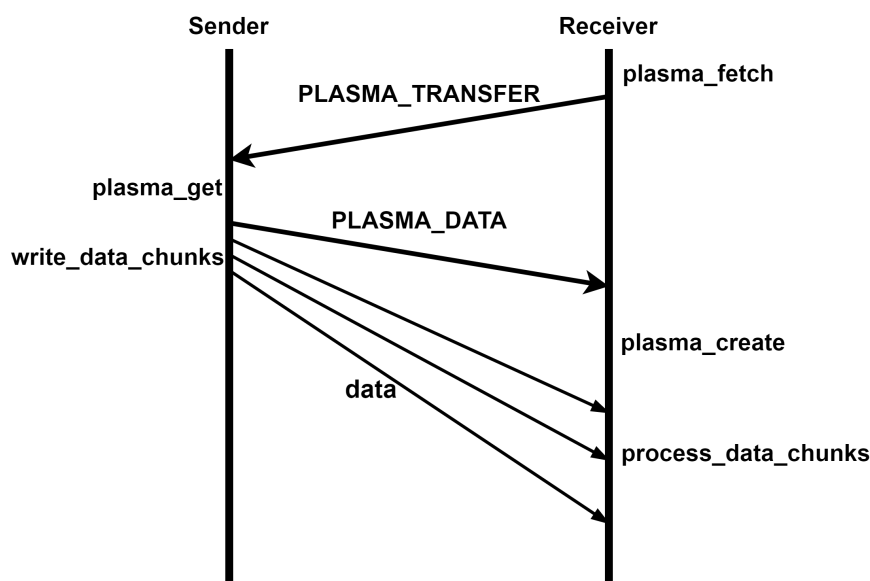 Sender
Receiver
plasma_fetch
PLASMA_TRANSFER
plasma_get
PLASMA_DATA
write_data_chunks
plasma_create
data
process_data_chunks